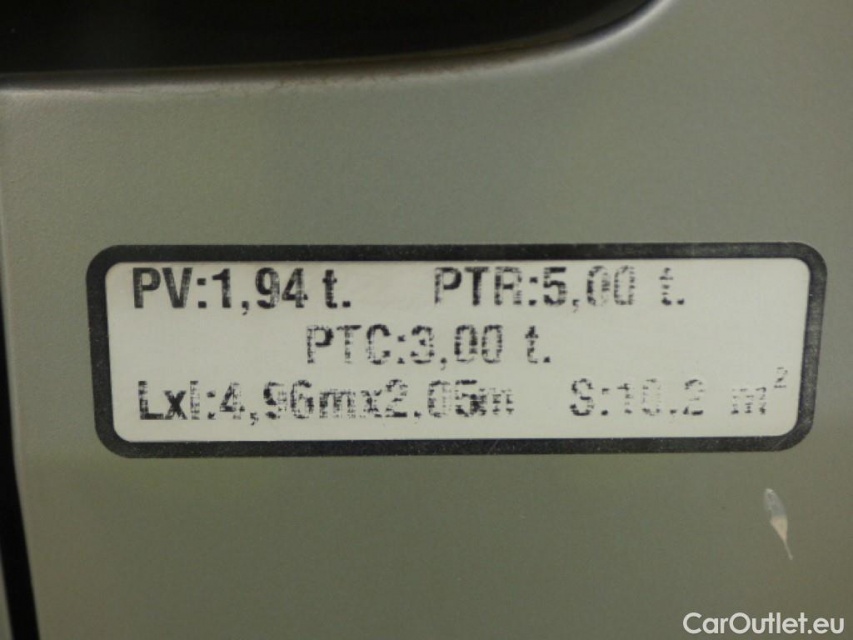 PV:1,94 t. PTR:5,00 t.
PTC:3,00 t.
Lxl:4,96mx2.05m S:10.2 m²
CarOutlet.eu